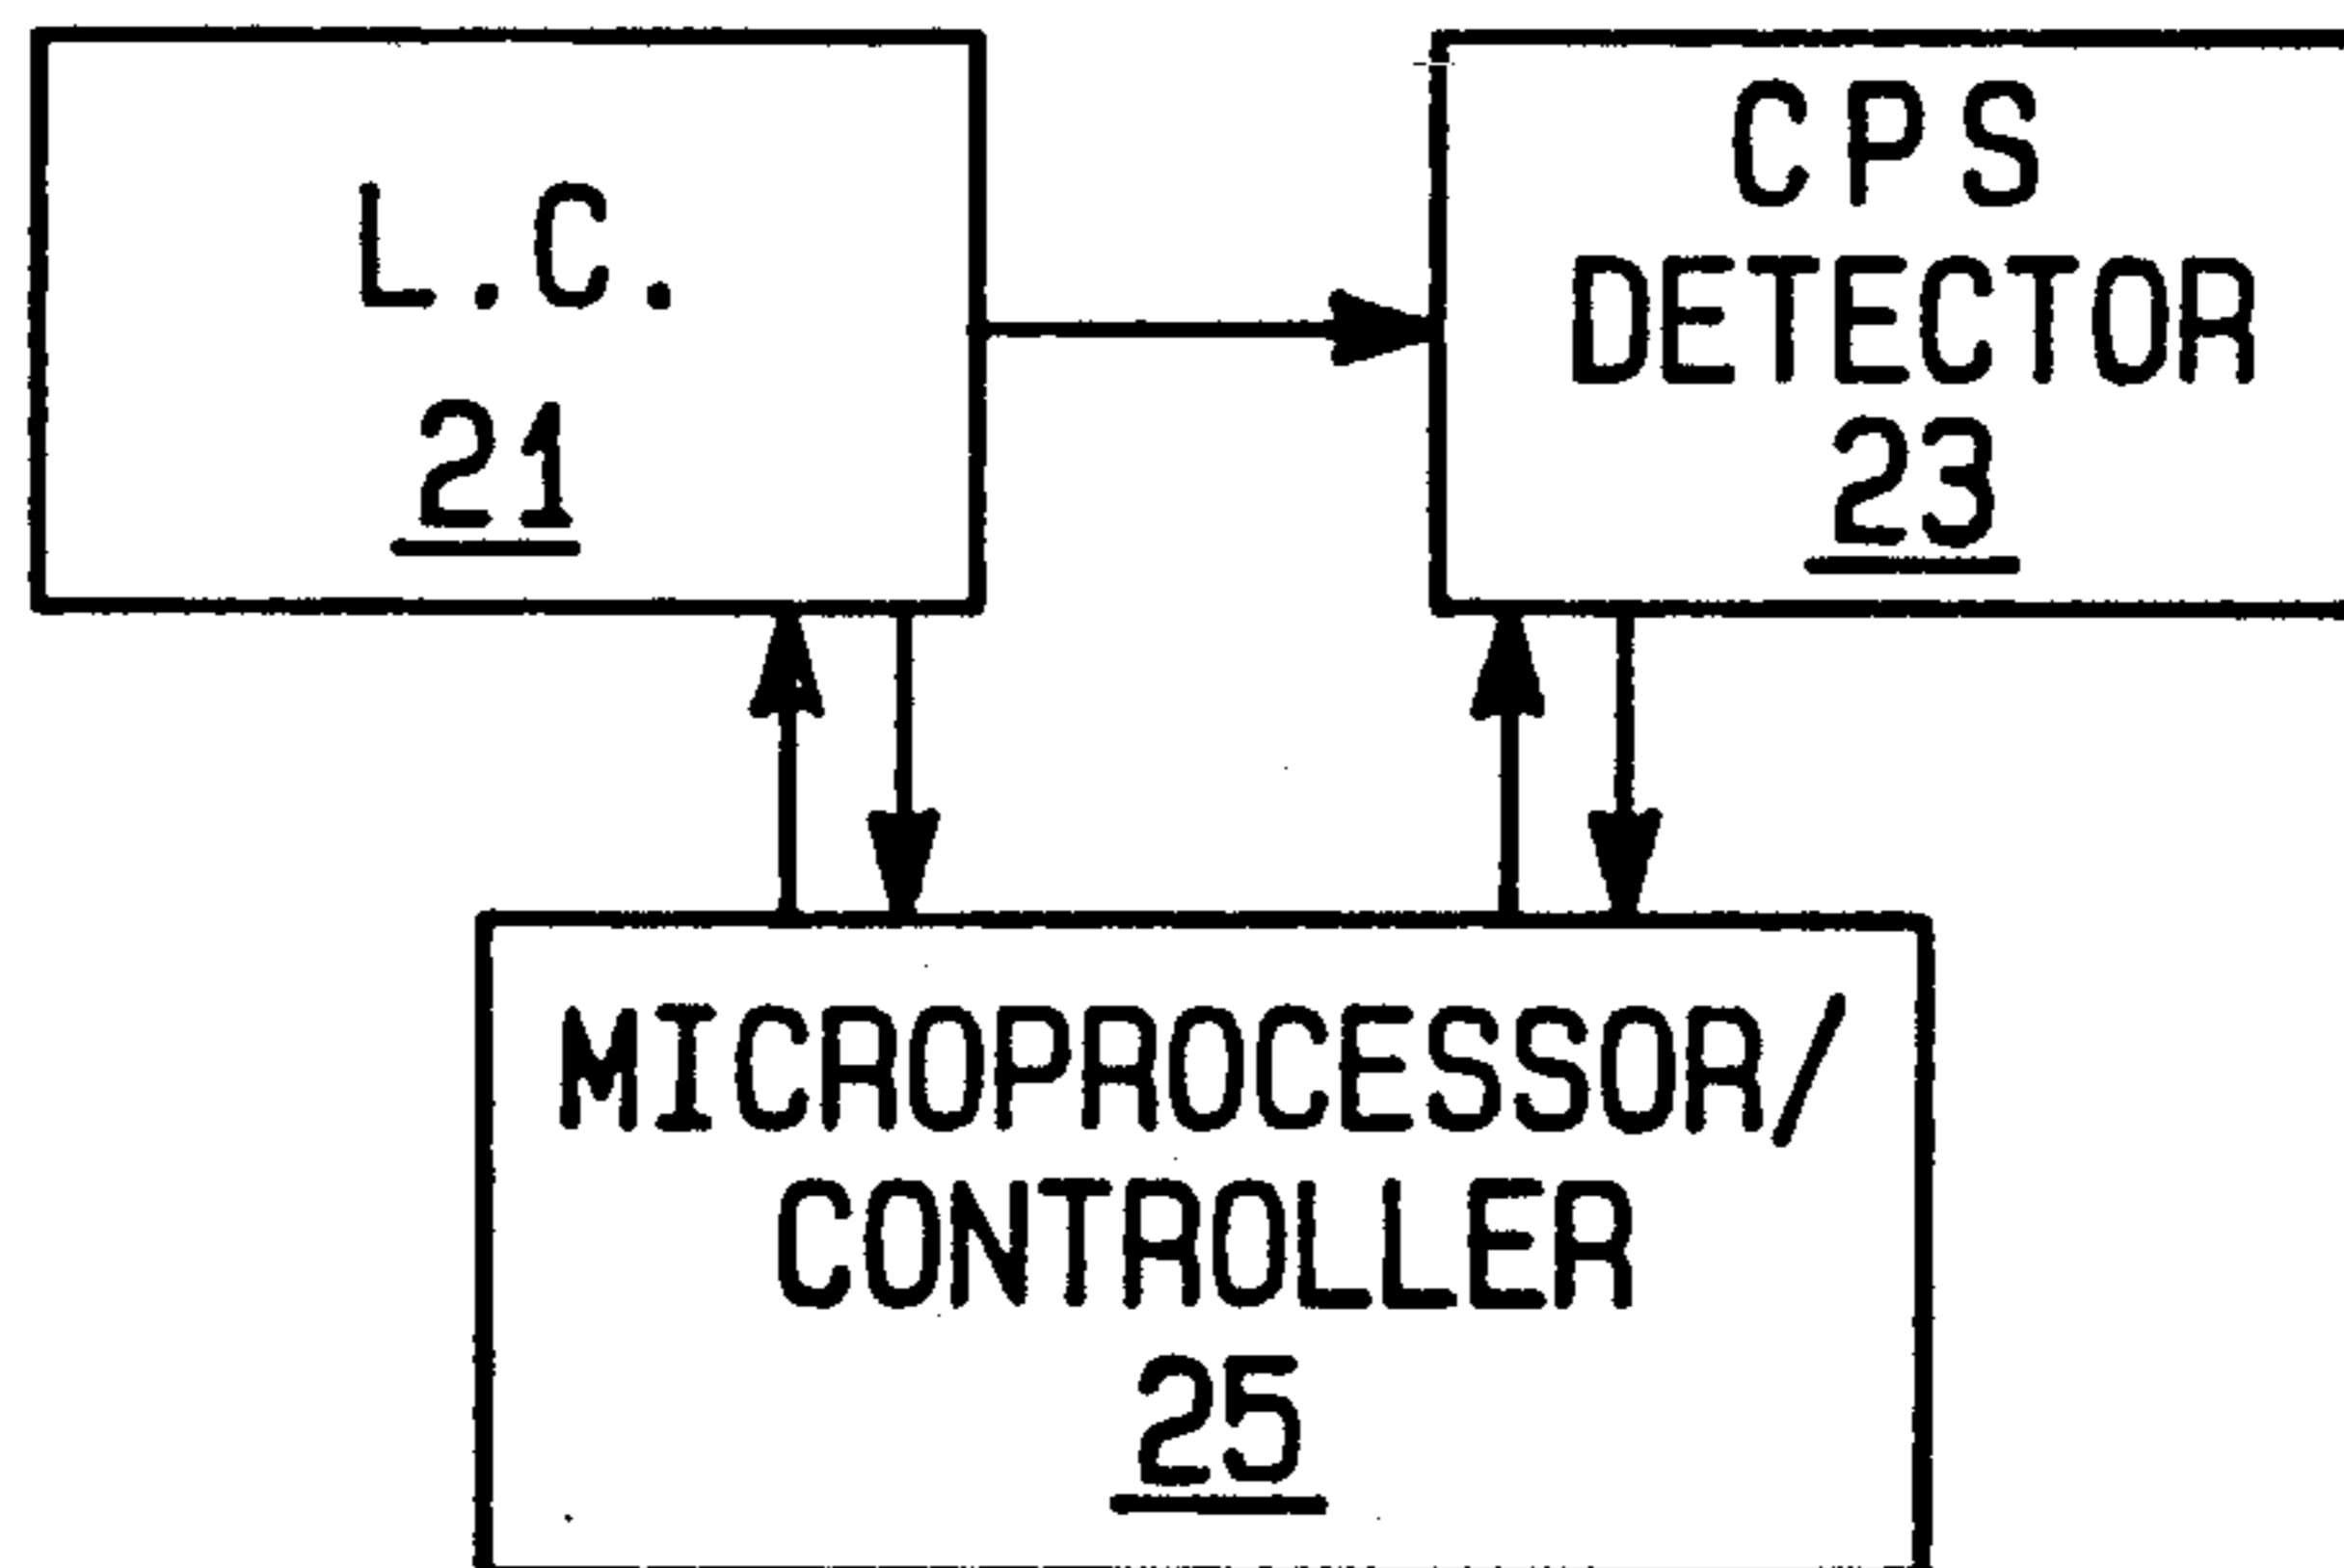 L.C.
21
CPS
DETECTOR
23
MICROPROCESSOR/
CONTROLLER
25